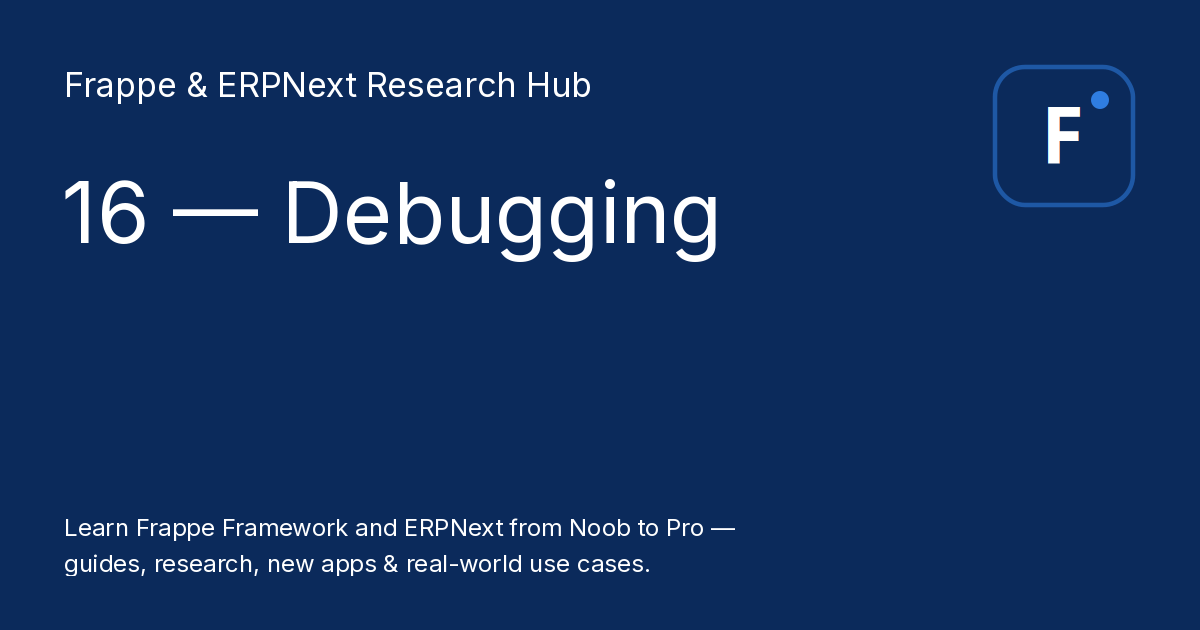 Frappe & ERPNext Research Hub
F
16 — Debugging
Learn Frappe Framework and ERPNext from Noob to Pro —
guides, research, new apps & real-world use cases.